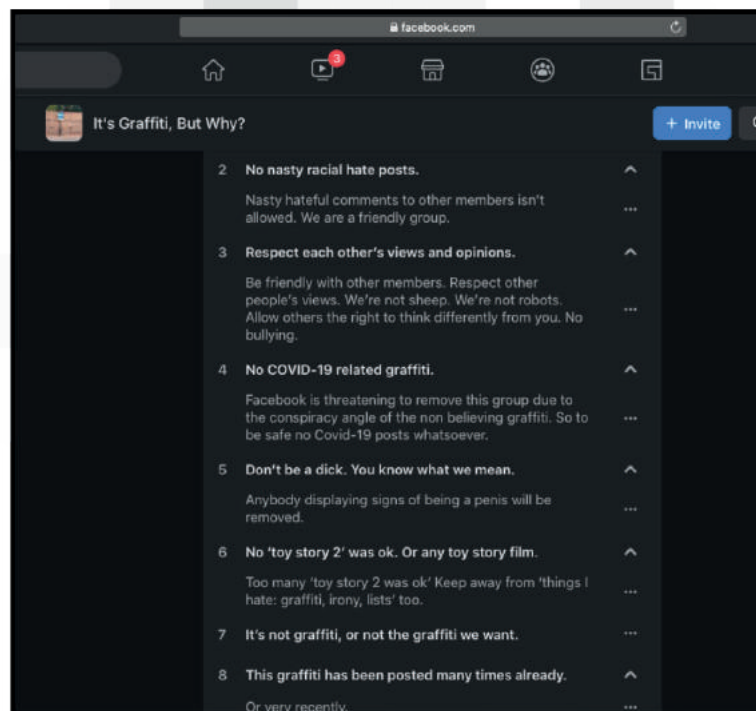 facebook.com
3
It's Graffiti, But Why?
+ Invite
2 No nasty racial hate posts.
Nasty hateful comments to other members isn't
allowed. We are a friendly group.
3 Respect each other's views and opinions.
Be friendly with other members. Respect other
people's views. We're not sheep. We're not robots.
Allow others the right to think differently from you. No
bullying.
4 No COVID-19 related graffiti.
Facebook is threatening to remove this group due to
the conspiracy angle of the non believing graffiti. So to
be safe no Covid-19 posts whatsoever.
5 Don't be a dick. You know what we mean.
Anybody displaying signs of being a penis will be
removed.
6 No 'toy story 2' was ok. Or any toy story film.
Too many 'toy story 2 was ok' Keep away from 'things I
hate: graffiti, irony, lists' too.
7 It's not graffiti, or not the graffiti we want.
8 This graffiti has been posted many times already.
Or very recently.